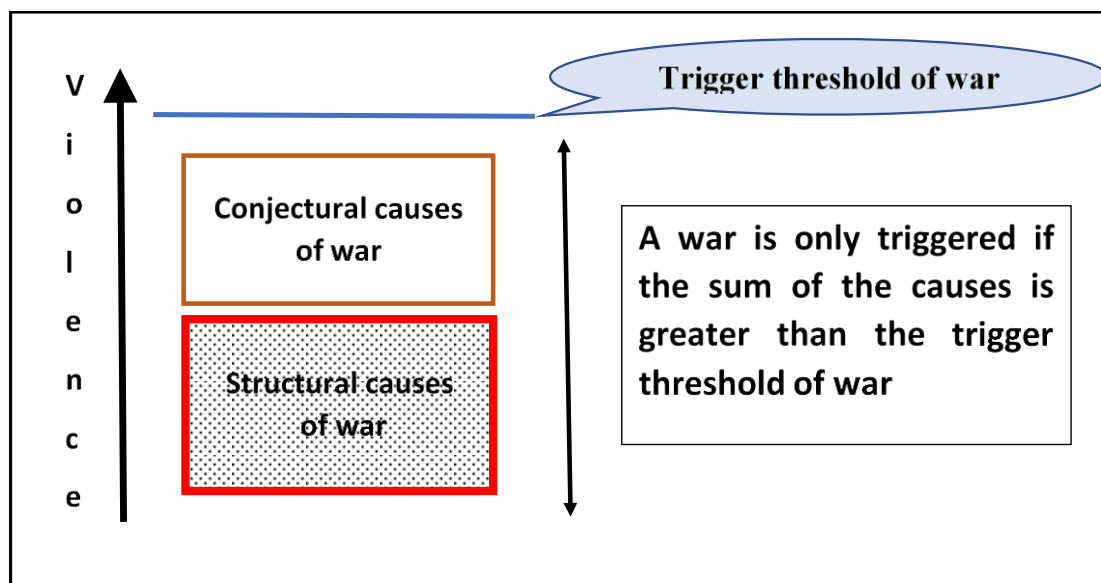 Violence
Trigger threshold of war
Conjectural causes
of war
Structural causes
of war
A war is only triggered if
the sum of the causes is
greater than the trigger
threshold of war